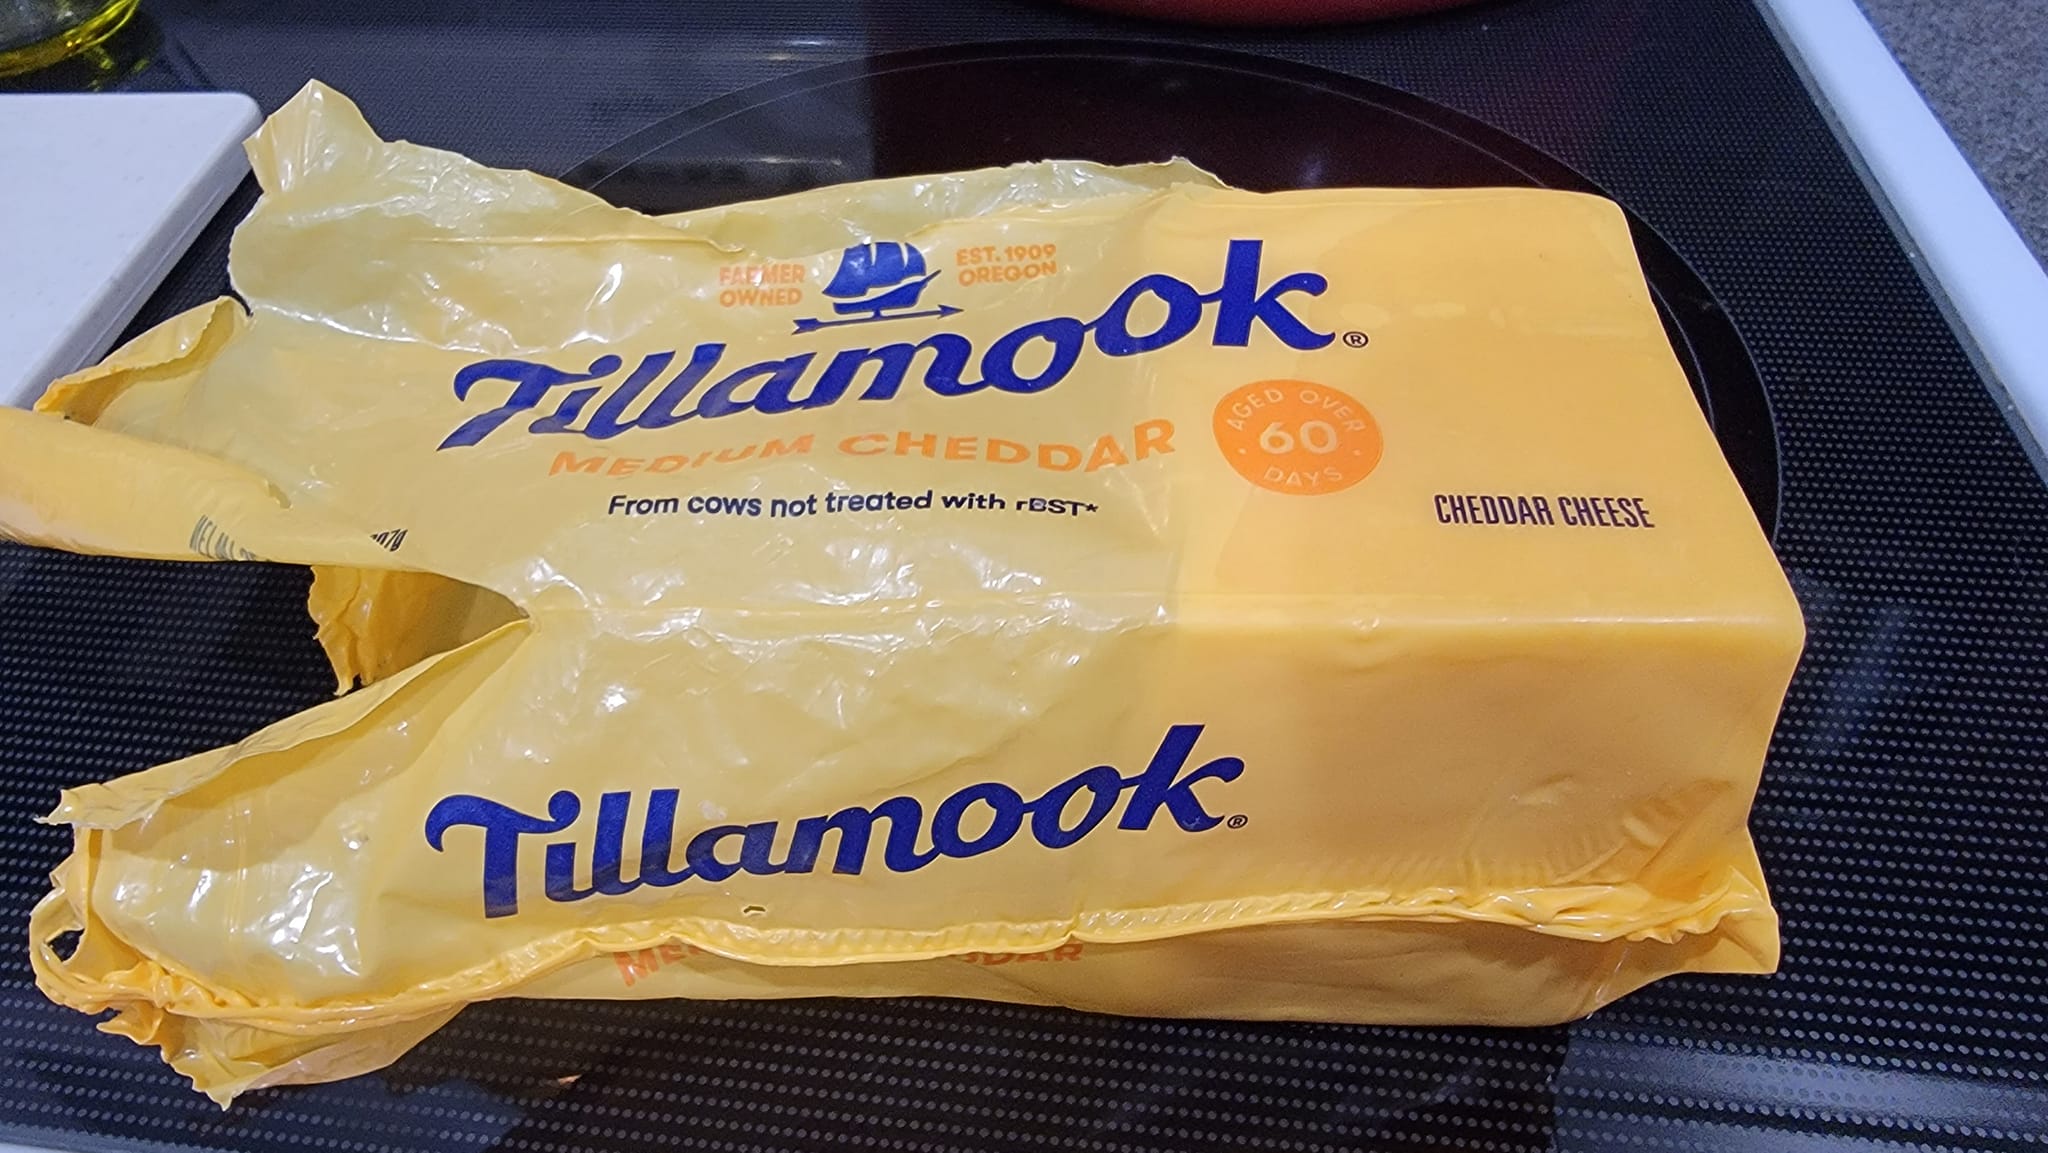 FARMER
OWNED
EST. 1909
OREGON
Tillamook®
MEDIUM CHEDDAR
From cows not treated with rBST*
AGED OVER
60
DAYS
CHEDDAR CHEESE
07g
Tillamook®